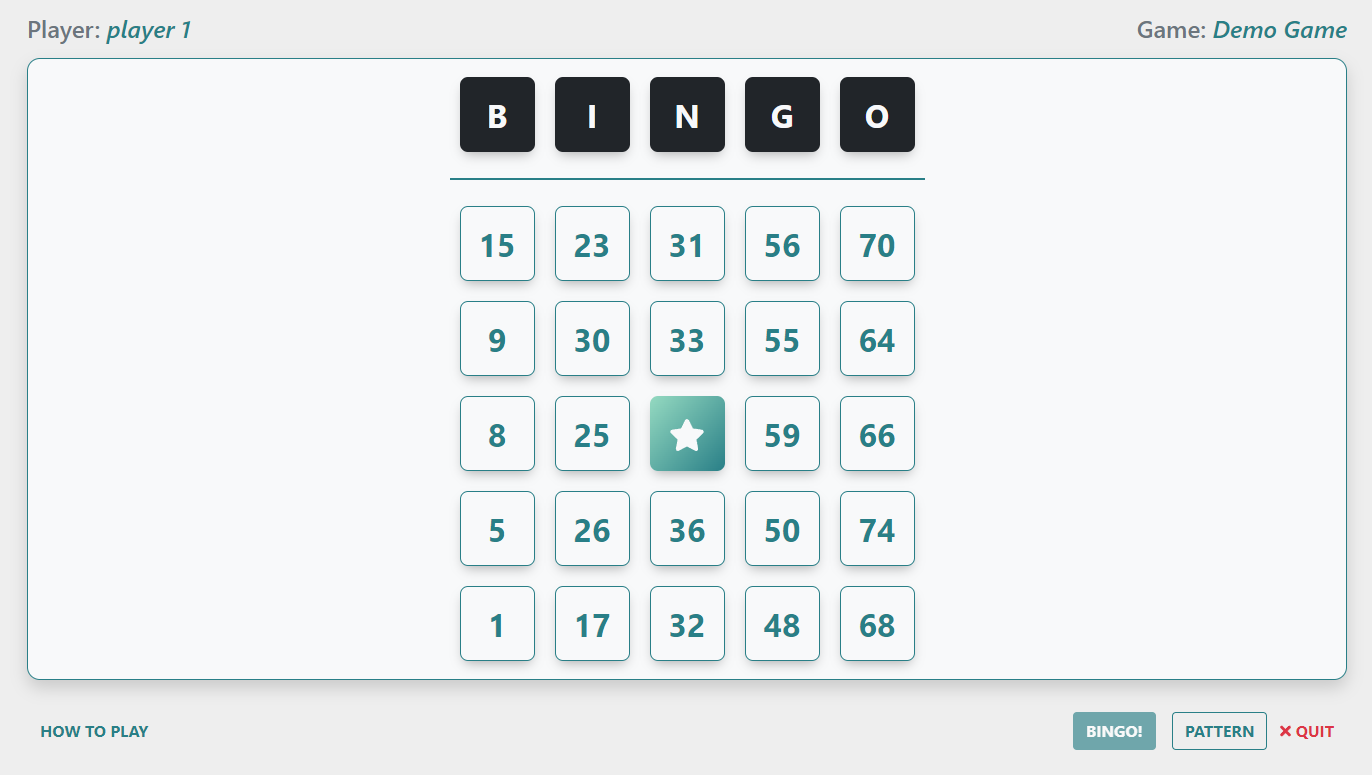 Player: player 1
Game: Demo Game
B I N G O
15 23 31 56 70
9 30 33 55 64
8 25 59 66
5 26 36 50 74
1 17 32 48 68
HOW TO PLAY
BINGO!
PATTERN
QUIT